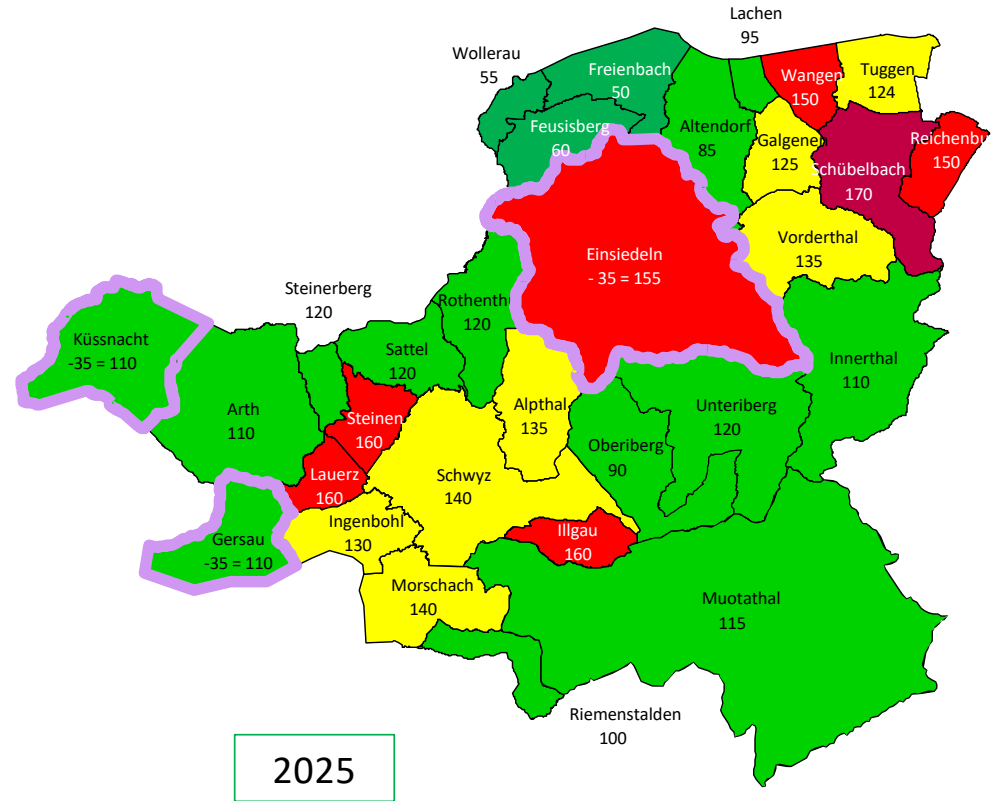 Lachen
95
Wollerau
55
Freienbach
50
Wangen
150
Tuggen
124
Feusisberg
60
Altendorf
85
Galgenen
125
Schübelbach
170
Reichenbu
150
Vorderthal
135
Einsiedeln
- 35 = 155
Steinerberg
120
Rothenthu
120
Küssnacht
-35 = 110
Sattel
120
Innerthal
110
Arth
110
Steinen
160
Alpthal
135
Unteriberg
120
Oberiberg
90
Lauerz
160
Schwyz
140
Gersau
-35 = 110
Ingenbohl
130
Illgau
160
Morschach
140
Muotathal
115
Riemenstalden
100
2025